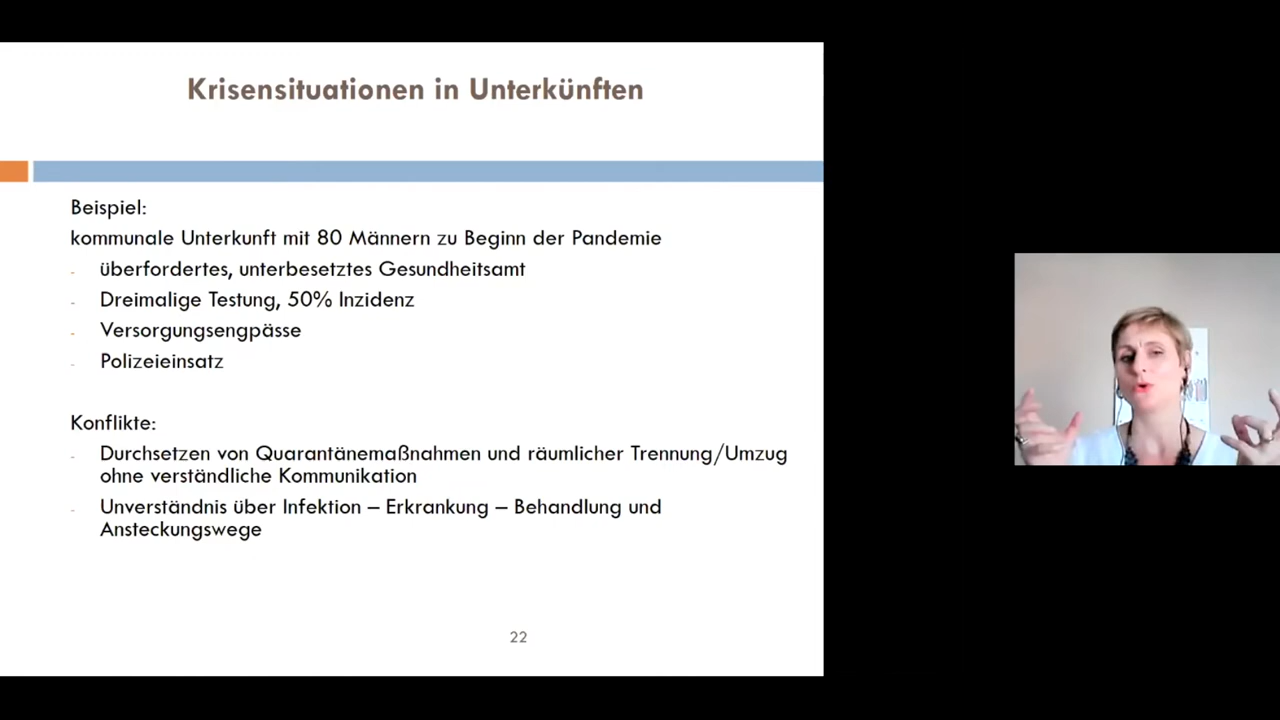 Krisensituationen in Unterkünften
Beispiel:
kommunale Unterkunft mit 80 Männern zu Beginn der Pandemie
- überfordertes, unterbesetztes Gesundheitsamt
- Dreimalige Testung, 50% Inzidenz
- Versorgungsengpässe
- Polizeieinsatz
Konflikte:
- Durchsetzen von Quarantänemaßnahmen und räumlicher Trennung/Umzug
ohne verständliche Kommunikation
- Unverständnis über Infektion – Erkrankung – Behandlung und
Ansteckungswege
22